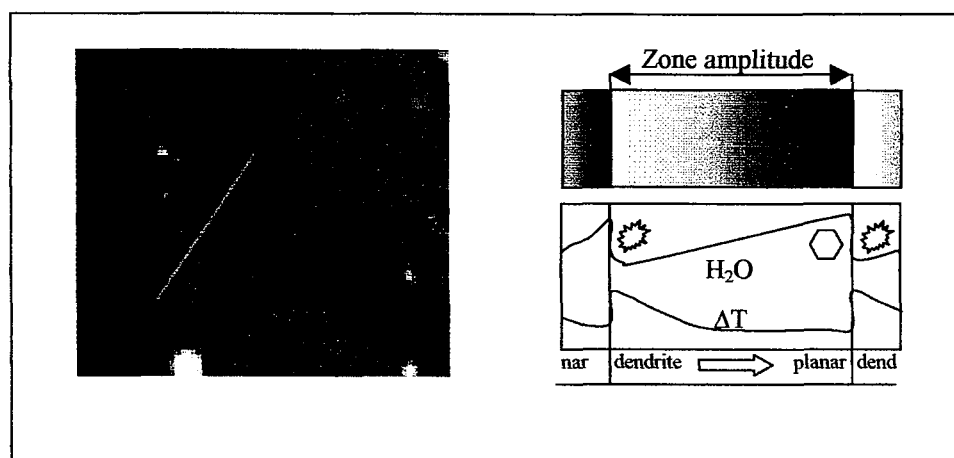 Zone amplitude
H₂O
ΔT
nar dendrite planar dend